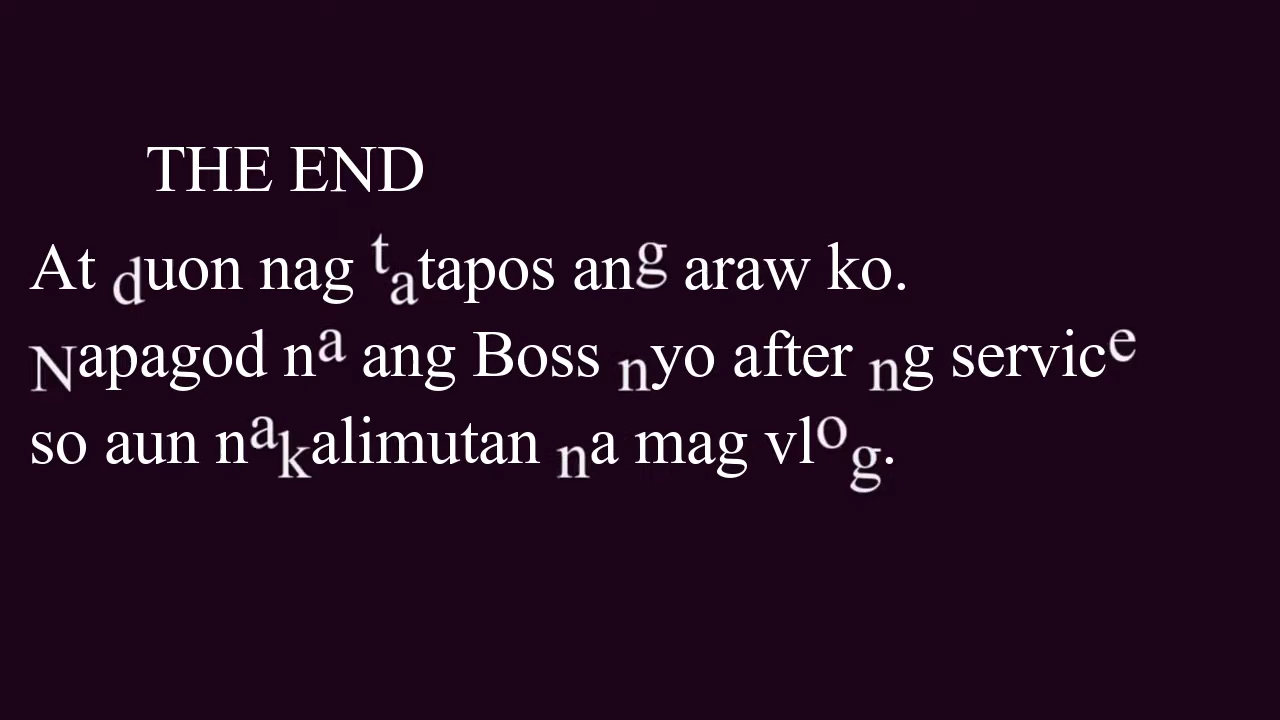 THE END
At duon nag tatapos ang araw ko.
Napagod na ang Boss nyo after ng service
so aun nakalimutan na mag vlog.